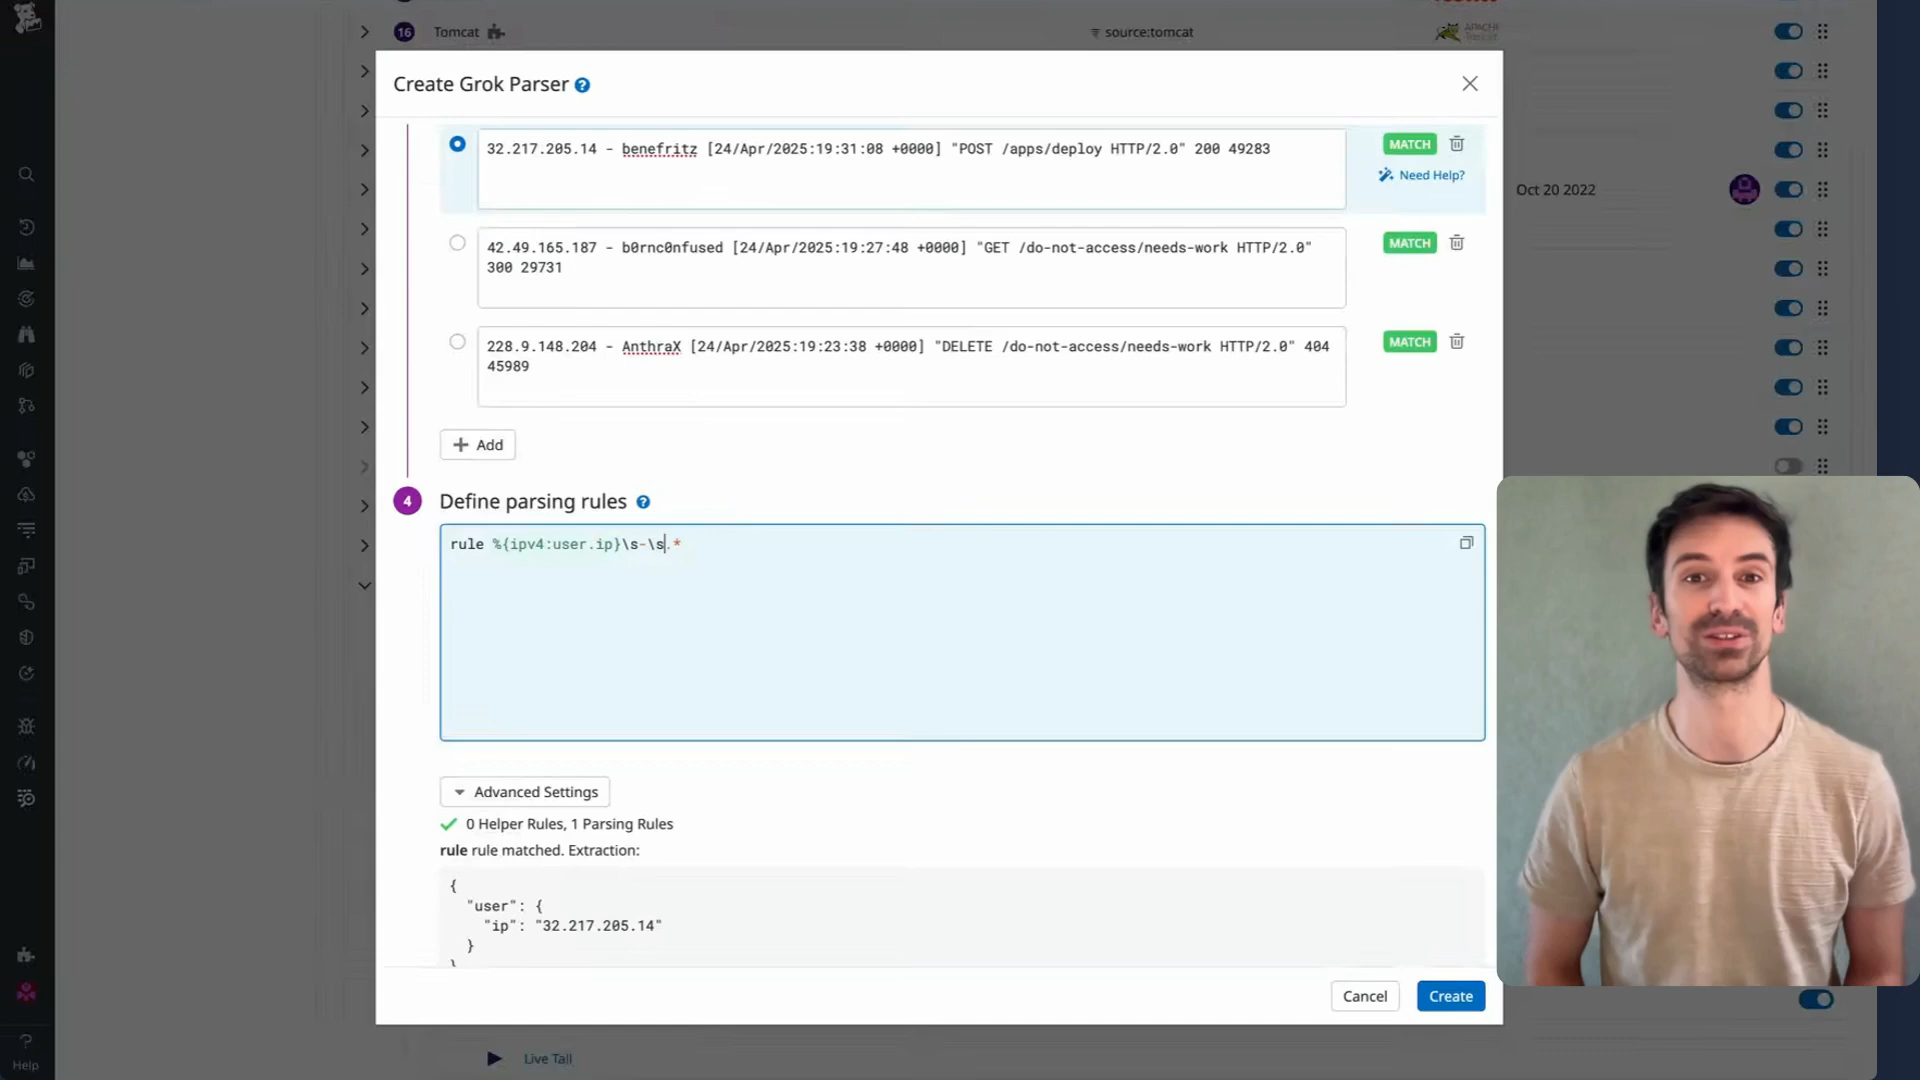 16 Tomcat source:tomcat APACHE
Create Grok Parser ?
32.217.205.14 - benefritz [24/Apr/2025:19:31:08 +0000] "POST /apps/deploy HTTP/2.0" 200 49283
MATCH
Need Help?
Oct 20 2022
42.49.165.187 - b0rnc0nfused [24/Apr/2025:19:27:48 +0000] "GET /do-not-access/needs-work HTTP/2.0"
300 29731
MATCH
228.9.148.204 - AnthraX [24/Apr/2025:19:23:38 +0000] "DELETE /do-not-access/needs-work HTTP/2.0" 404
45989
MATCH
+ Add
4 Define parsing rules ?
rule %{ipv4:user.ip}\s-\s.*
Advanced Settings
0 Helper Rules, 1 Parsing Rules
rule rule matched. Extraction:
{
"user": {
"ip": "32.217.205.14"
}
}
Cancel
Create
Help
Live Tail